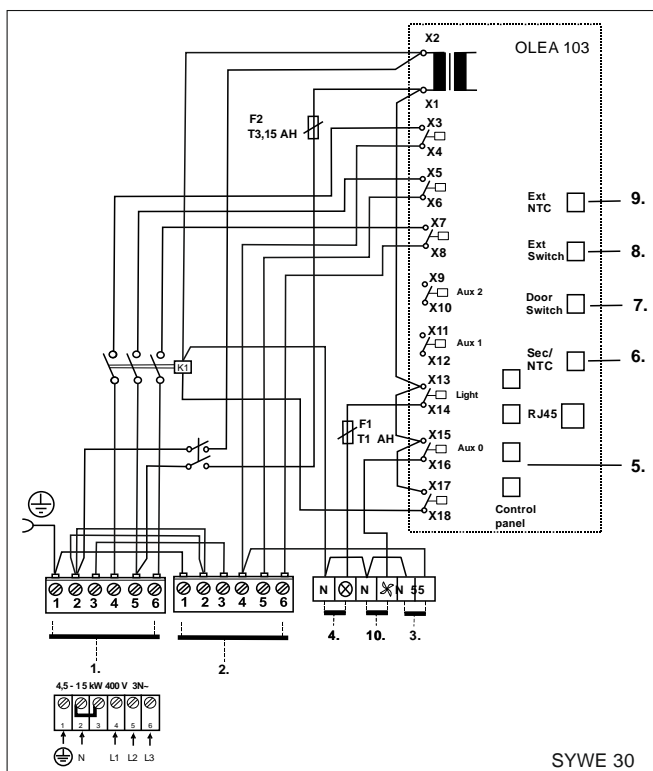 X2
OLEA 103
X1
F2
T3,15 AH
X3
X4
X5
X6
Ext
NTC
9.
X7
X8
Ext
Switch
8.
X9
X10
Aux 2
Door
Switch
7.
X11
X12
Aux 1
Sec/
NTC
6.
K1
X13
X14
Light
RJ45
F1
T1 AH
X15
X16
Aux 0
5.
X17
X18
Control
panel
1 2 3 4 5 6
1 2 3 4 5 6
N N N 55
4. 10. 3.
1. 2.
4,5 - 15 kW 400 V 3N~
1 2 3 4 5 6
N L1 L2 L3
SYWE 30